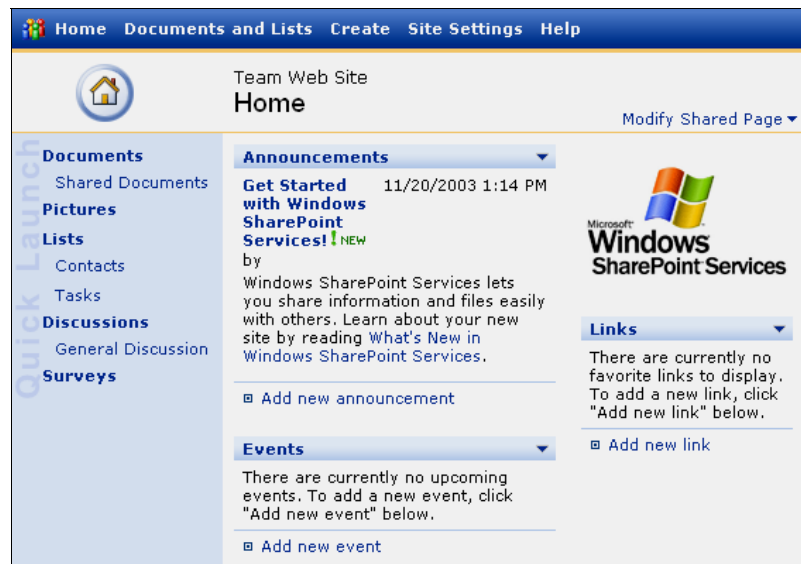 Home Documents and Lists Create Site Settings Help
Team Web Site
Home
Modify Shared Page
Quick Launch
Documents
Shared Documents
Pictures
Lists
Contacts
Tasks
Discussions
General Discussion
Surveys
Announcements
Get Started 11/20/2003 1:14 PM
with Windows
SharePoint
Services! ! NEW
by
Windows SharePoint Services lets
you share information and files easily
with others. Learn about your new
site by reading What's New in
Windows SharePoint Services.
Add new announcement
Events
There are currently no upcoming
events. To add a new event, click
"Add new event" below.
Add new event
Microsoft
Windows
SharePoint Services
Links
There are currently no
favorite links to display.
To add a new link, click
"Add new link" below.
Add new link